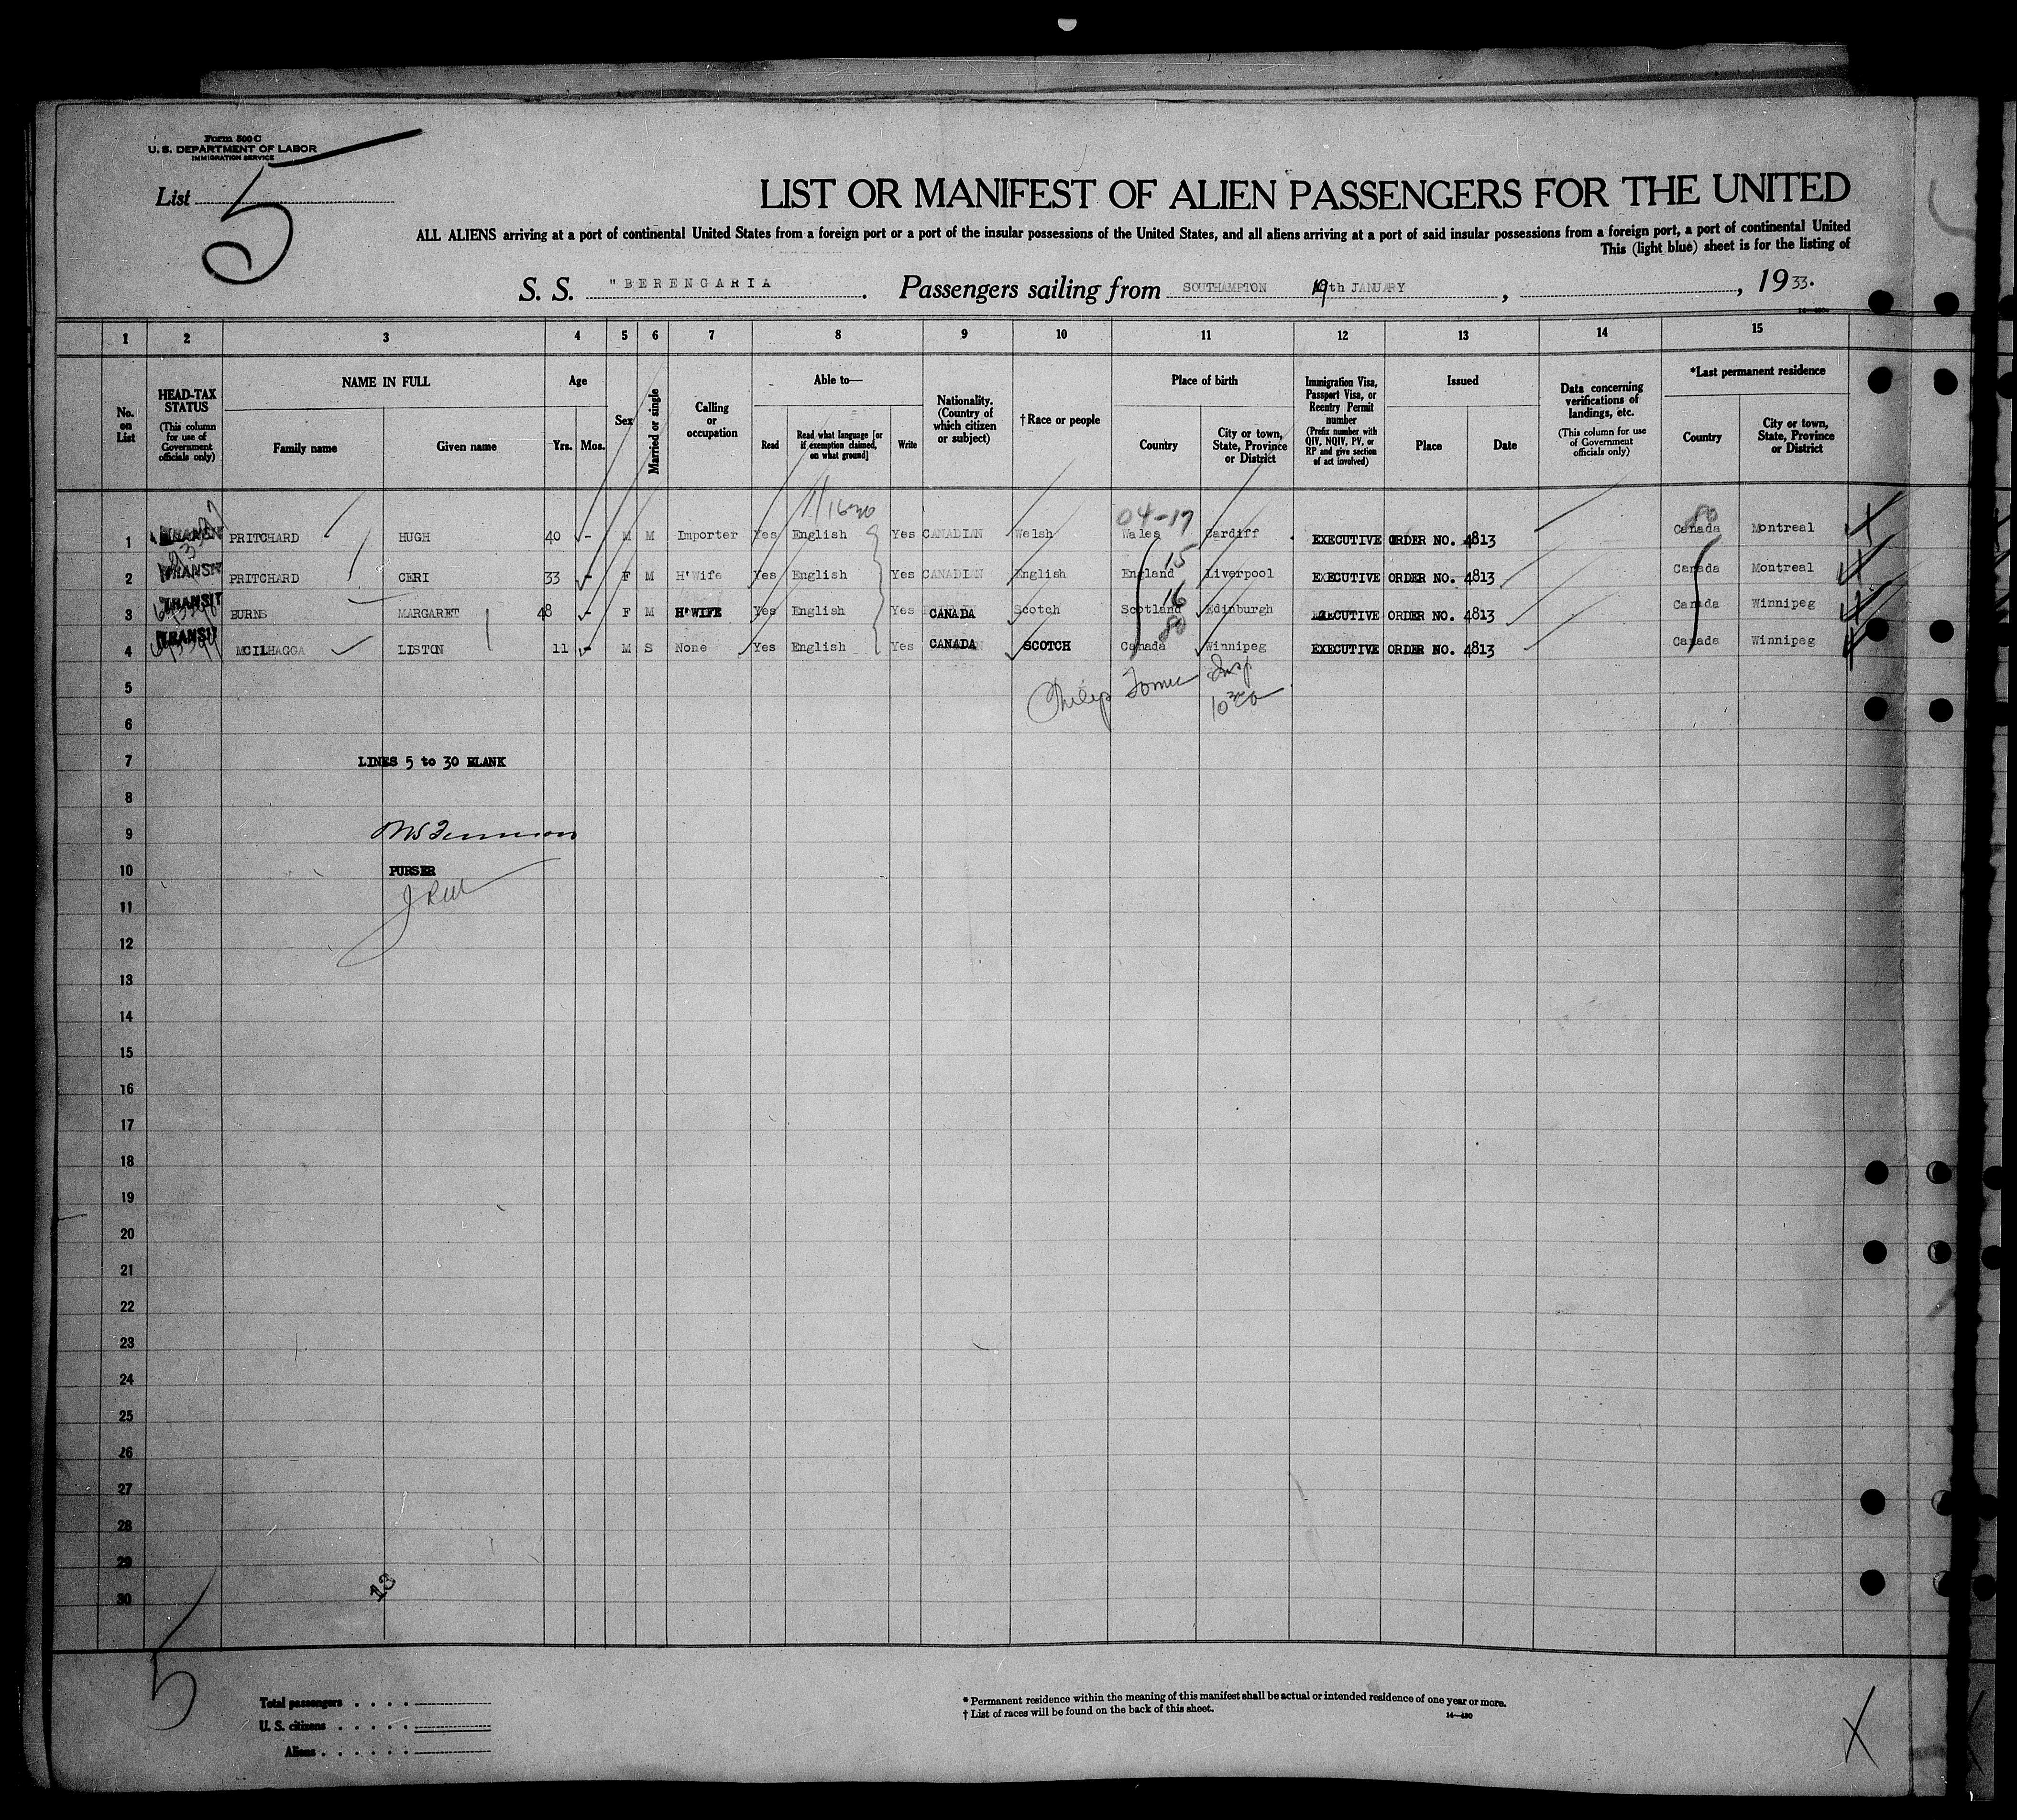 Form 500 C
U. S. DEPARTMENT OF LABOR
IMMIGRATION SERVICE
List 5
LIST OR MANIFEST OF ALIEN PASSENGERS FOR THE UNITED
ALL ALIENS arriving at a port of continental United States from a foreign port or a port of the insular possessions of the United States, and all aliens arriving at a port of said insular possessions from a foreign port, a port of continental United
This (light blue) sheet is for the listing of
S. S. "BERENGARIA. Passengers sailing from SOUTHAMPTON 19th JANUARY, , 1933.
1 2 3 4 5 6 7 8 9 10 11 12 13 14 15
No. on List
HEAD-TAX STATUS (This column for use of Government officials only)
NAME IN FULL Family name Given name
Age Yrs. Mos.
Sex
Married or single
Calling or occupation
Able to— Read Read what language [or if exemption claimed, on what ground] Write
Nationality. (Country of which citizen or subject)
†Race or people
Place of birth Country City or town, State, Province or District
Immigration Visa, Passport Visa, or Reentry Permit number (Prefix number with QIV, NQIV, PV, or RP and give section of act involved)
Issued Place Date
Data concerning verifications of landings, etc. (This column for use of Government officials only)
*Last permanent residence Country City or town, State, Province or District
04-17
1 TRANSIT PRITCHARD HUGH 40 - M M Importer Yes English Yes CANADIAN Welsh Wales Cardiff EXECUTIVE ORDER NO. 4813 Canada Montreal
2 TRANSIT PRITCHARD CERI 33 - F M H'Wife Yes English Yes CANADIAN English England 15 Liverpool EXECUTIVE ORDER NO. 4813 Canada Montreal
3 TRANSIT BURNS MARGARET 48 - F M H'WIFE Yes English Yes CANADA Scotch Scotland 16 Edinburgh EXECUTIVE ORDER NO. 4813 Canada Winnipeg
4 TRANSIT MCILHAGGA LISTON 11 - M S None Yes English Yes CANADA SCOTCH Canada 80 Winnipeg EXECUTIVE ORDER NO. 4813 Canada Winnipeg
5
Philip Insp
6
7 LINES 5 to 30 BLANK
8
9
10 PURSER
11
12
13
14
15
16
17
18
19
20
21
22
23
24
25
26
27
28
29
30
13
5
Total passengers . . . .
U. S. citizens . . . . .
Aliens . . . . . .
* Permanent residence within the meaning of this manifest shall be actual or intended residence of one year or more.
† List of races will be found on the back of this sheet.
14—430
X